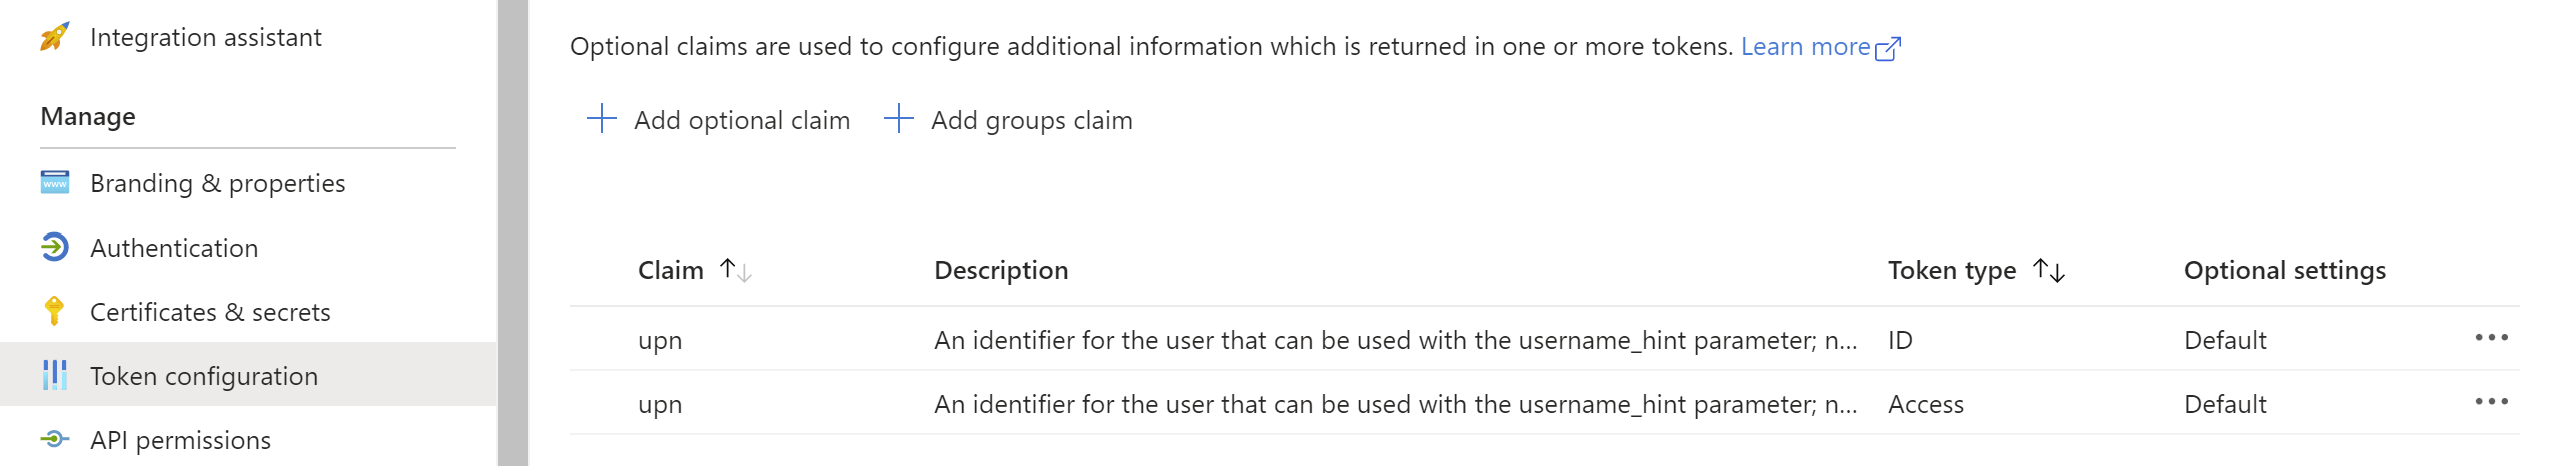 Integration assistant
Manage
www
Branding & properties
Authentication
Certificates & secrets
Token configuration
API permissions
Optional claims are used to configure additional information which is returned in one or more tokens. Learn more
Add optional claim Add groups claim
Claim Description Token type Optional settings
upn An identifier for the user that can be used with the username_hint parameter; n... ID Default
upn An identifier for the user that can be used with the username_hint parameter; n... Access Default